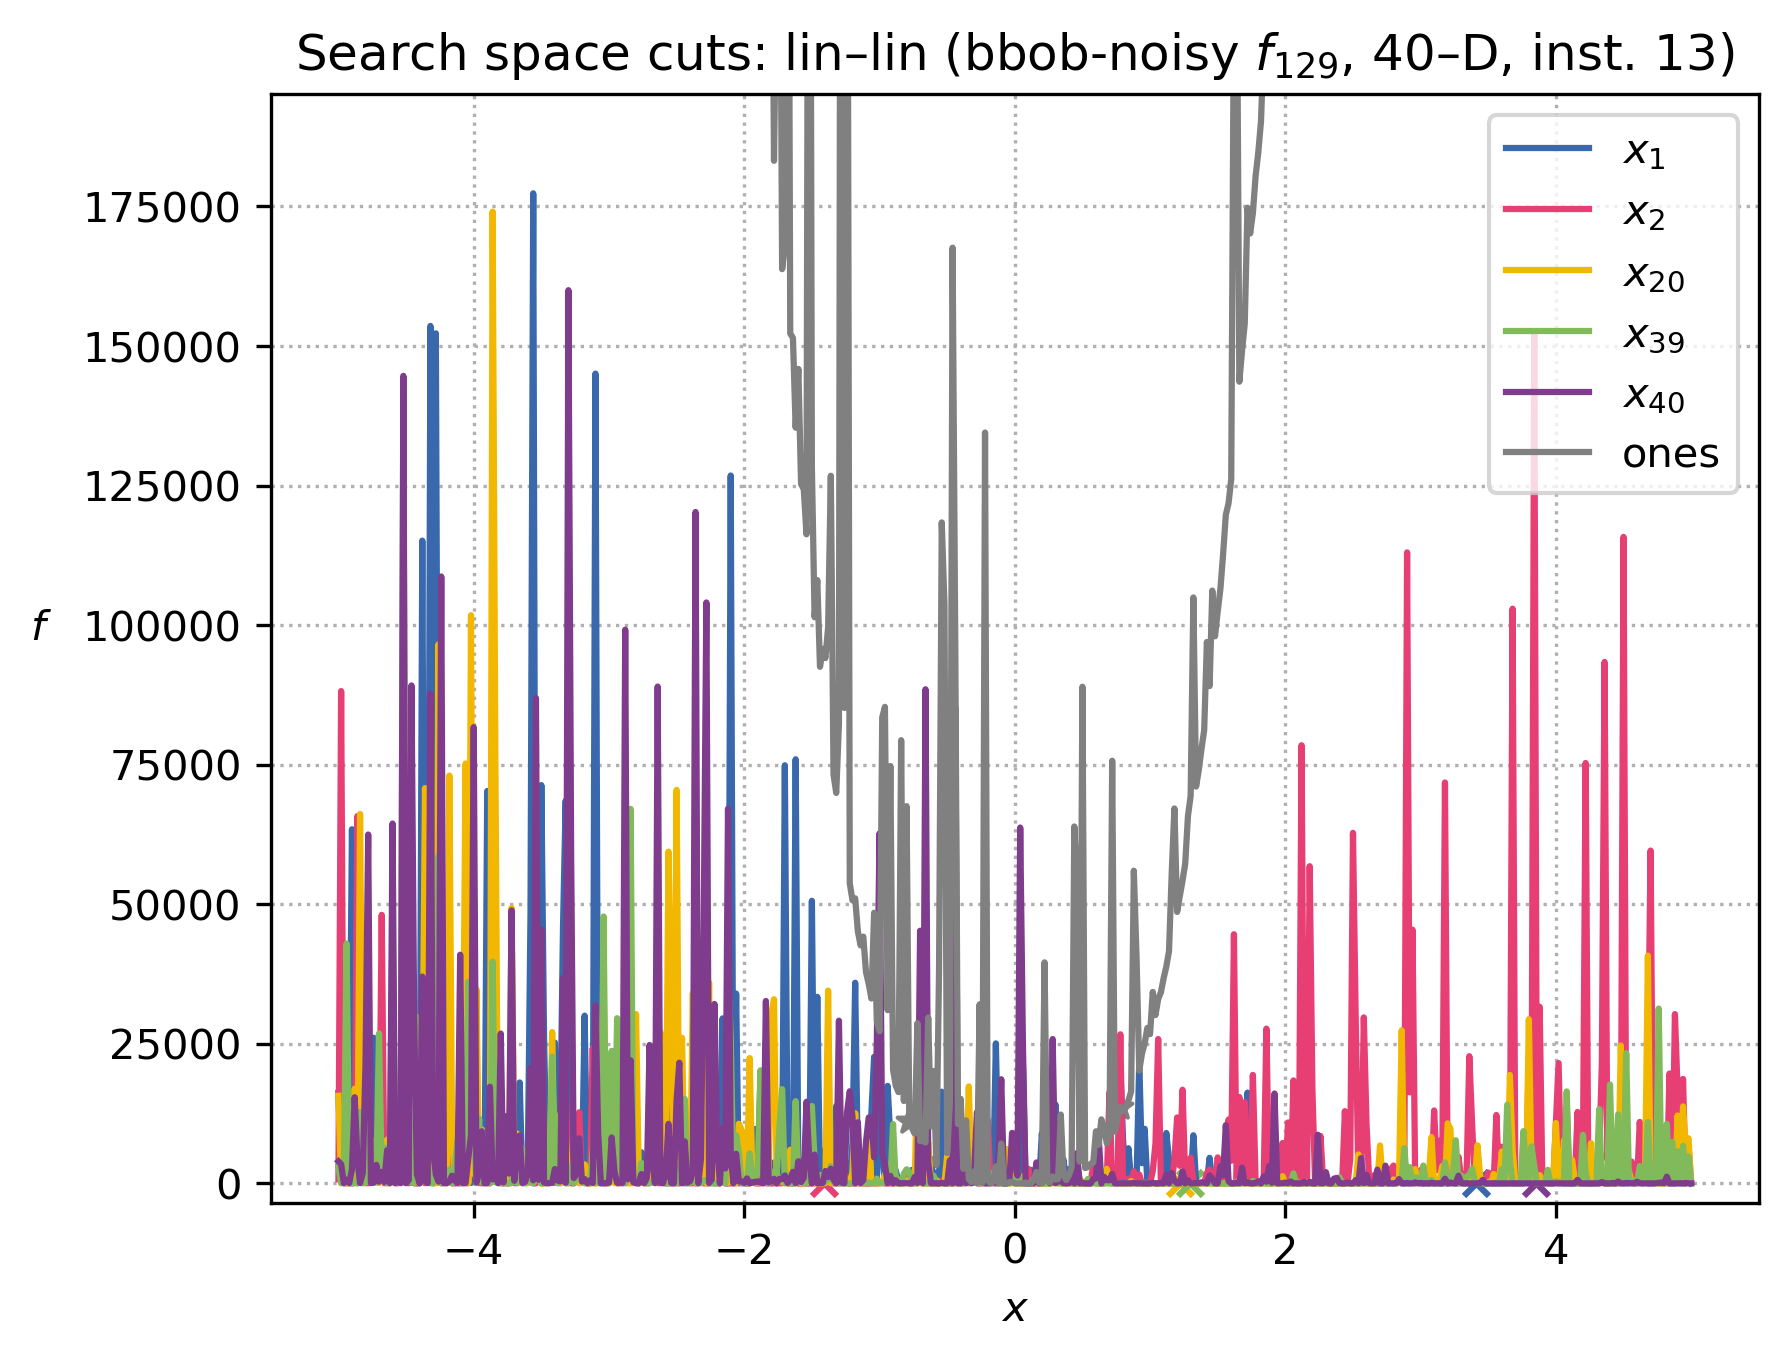 Search space cuts: lin–lin (bbob-noisy f₁₂₉, 40–D, inst. 13)
x₁
x₂
x₂₀
x₃₉
x₄₀
ones
175000
150000
125000
100000
75000
50000
25000
0
f
−4
−2
0
2
4
x